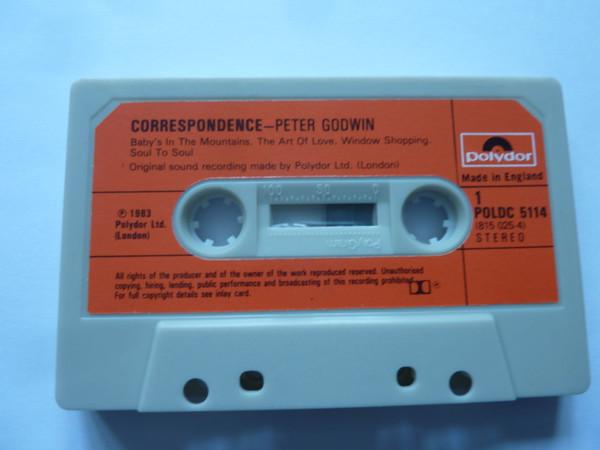 CORRESPONDENCE—PETER GODWIN
Baby's In The Mountains. The Art Of Love. Window Shopping.
Soul To Soul
Original sound recording made by Polydor Ltd. (London)
polydor
Made in England
1
POLDC 5114
(815 025-4)
STEREO
100 50 0
PolyGram
℗ 1983
Polydor Ltd.
(London)
All rights of the producer and of the owner of the work reproduced reserved. Unauthorised
copying, hiring, lending, public performance and broadcasting of this recording prohibited.
For full copyright details see inlay card.